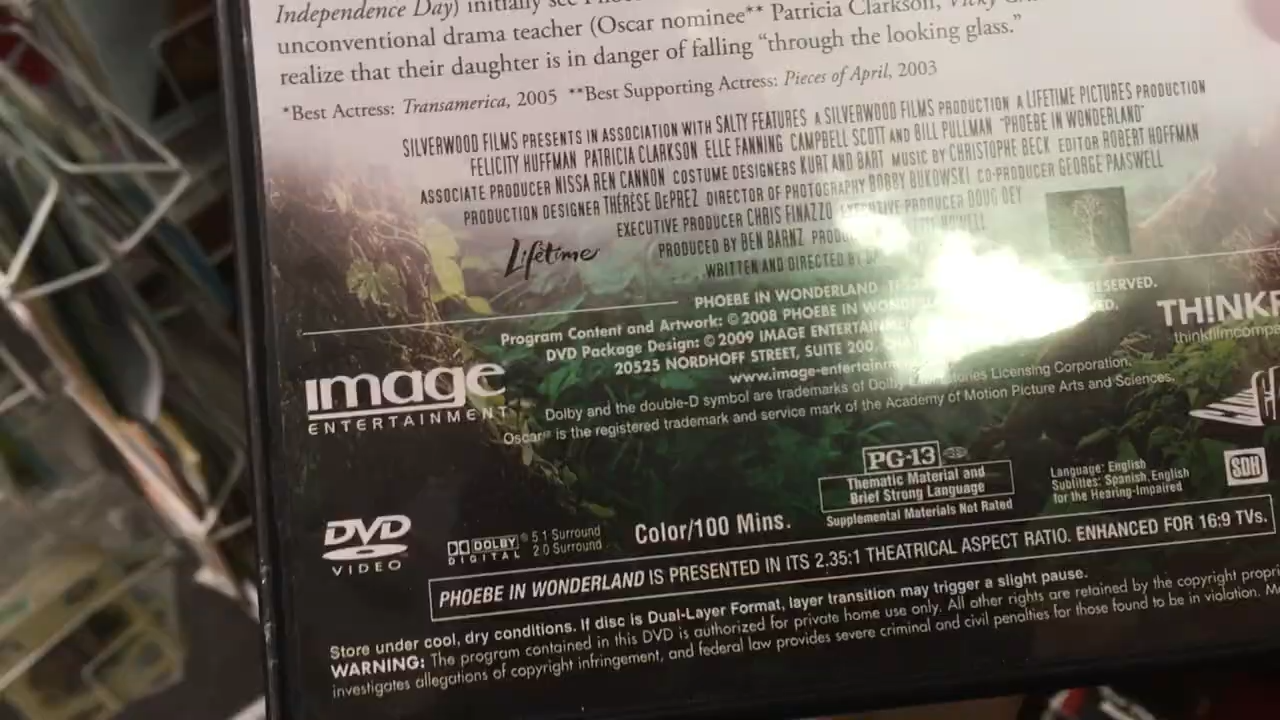 Independence Day) initially see
unconventional drama teacher (Oscar nominee** Patricia Clarkson, Vicky
realize that their daughter is in danger of falling “through the looking glass.”
*Best Actress: Transamerica, 2005 **Best Supporting Actress: Pieces of April, 2003
SILVERWOOD FILMS PRESENTS IN ASSOCIATION WITH SALTY FEATURES A SILVERWOOD FILMS PRODUCTION A LIFETIME PICTURES PRODUCTION
FELICITY HUFFMAN PATRICIA CLARKSON ELLE FANNING CAMPBELL SCOTT AND BILL PULLMAN "PHOEBE IN WONDERLAND"
ASSOCIATE PRODUCER NISSA REN CANNON COSTUME DESIGNERS KURT AND BART MUSIC BY CHRISTOPHE BECK EDITOR ROBERT HOFFMAN
PRODUCTION DESIGNER THÉRÈSE DePREZ DIRECTOR OF PHOTOGRAPHY BOBBY BUKOWSKI CO-PRODUCER GEORGE PAASWELL
EXECUTIVE PRODUCER CHRIS FINAZZO EXECUTIVE PRODUCER DOUG DEY
PRODUCED BY BEN BARNZ
WRITTEN AND DIRECTED BY
Lifetime
PHOEBE IN WONDERLAND RESERVED.
Program Content and Artwork: © 2008 PHOEBE IN
DVD Package Design: © 2009 IMAGE
20525 NORDHOFF STREET, SUITE 200,
THINKF
thinkfilmcomp
image
ENTERTAINMENT
Dolby and the double-D symbol are trademarks of Dolby Laboratories Licensing Corporation.
Oscar® is the registered trademark and service mark of the Academy of Motion Picture Arts and Sciences.
PG-13
Thematic Material and
Brief Strong Language
Supplemental Materials Not Rated
Language: English
Subtitles: Spanish, English
for the Hearing-Impaired
SDH
DVD
VIDEO
DOLBY
DIGITAL
® 5.1 Surround
2.0 Surround
Color/100 Mins.
PHOEBE IN WONDERLAND IS PRESENTED IN ITS 2.35:1 THEATRICAL ASPECT RATIO. ENHANCED FOR 16:9 TVs.
Store under cool, dry conditions. If disc is Dual-Layer Format, layer transition may trigger a slight pause.
WARNING: The program contained in this DVD is authorized for private home use only. All other rights are retained by the copyright propri
investigates allegations of copyright infringement, and federal law provides severe criminal and civil penalties for those found to be in violation.